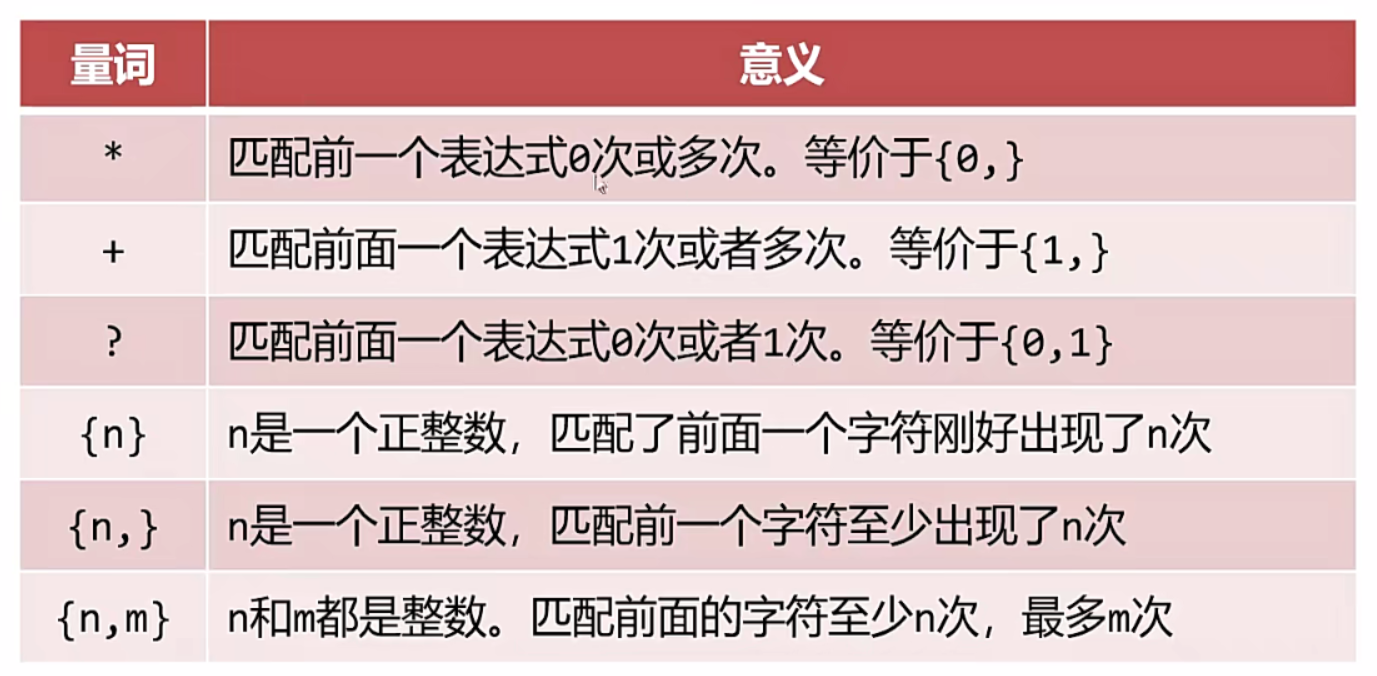 量词 意义
* 匹配前一个表达式0次或多次。等价于{0,}
+ 匹配前面一个表达式1次或者多次。等价于{1,}
? 匹配前面一个表达式0次或者1次。等价于{0,1}
{n} n是一个正整数，匹配了前面一个字符刚好出现了n次
{n,} n是一个正整数，匹配前一个字符至少出现了n次
{n,m} n和m都是整数。匹配前面的字符至少n次，最多m次